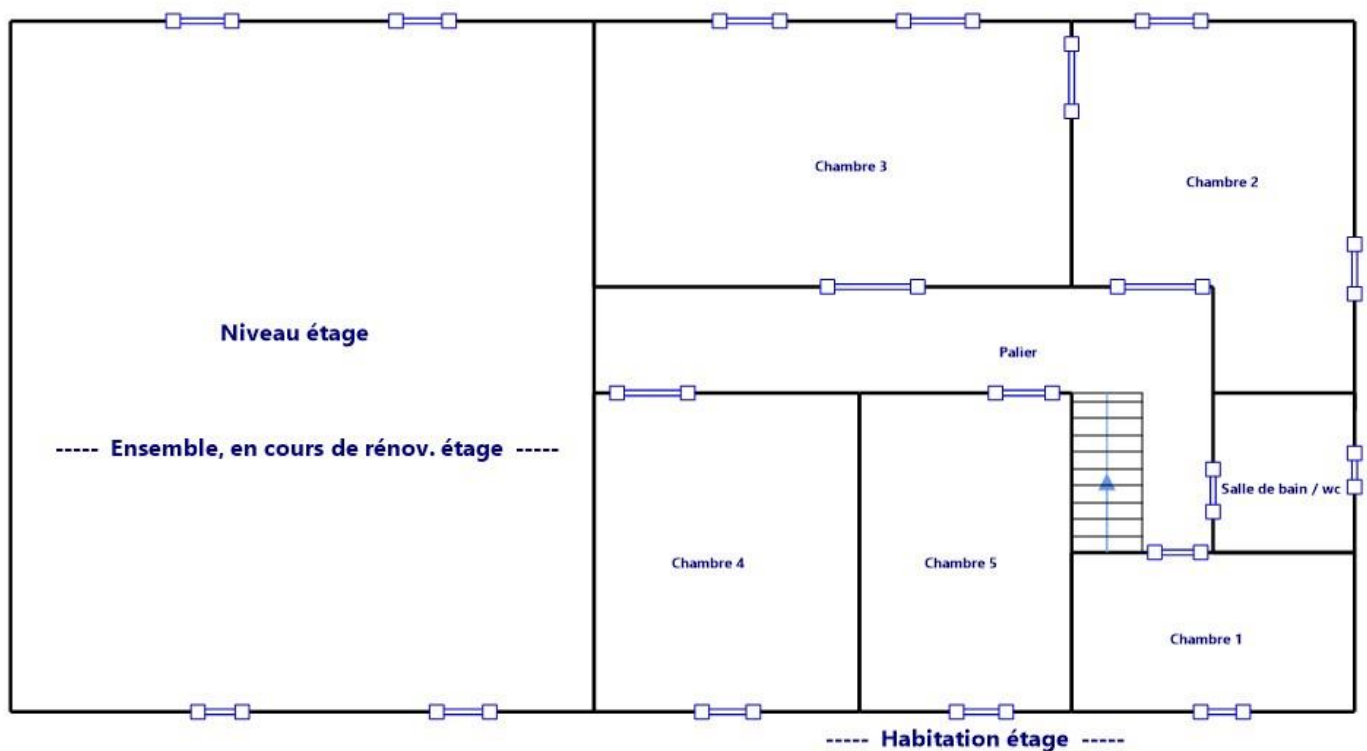 Chambre 3
Chambre 2
Niveau étage
Palier
----- Ensemble, en cours de rénov. étage -----
Salle de bain / wc
Chambre 4
Chambre 5
Chambre 1
----- Habitation étage -----